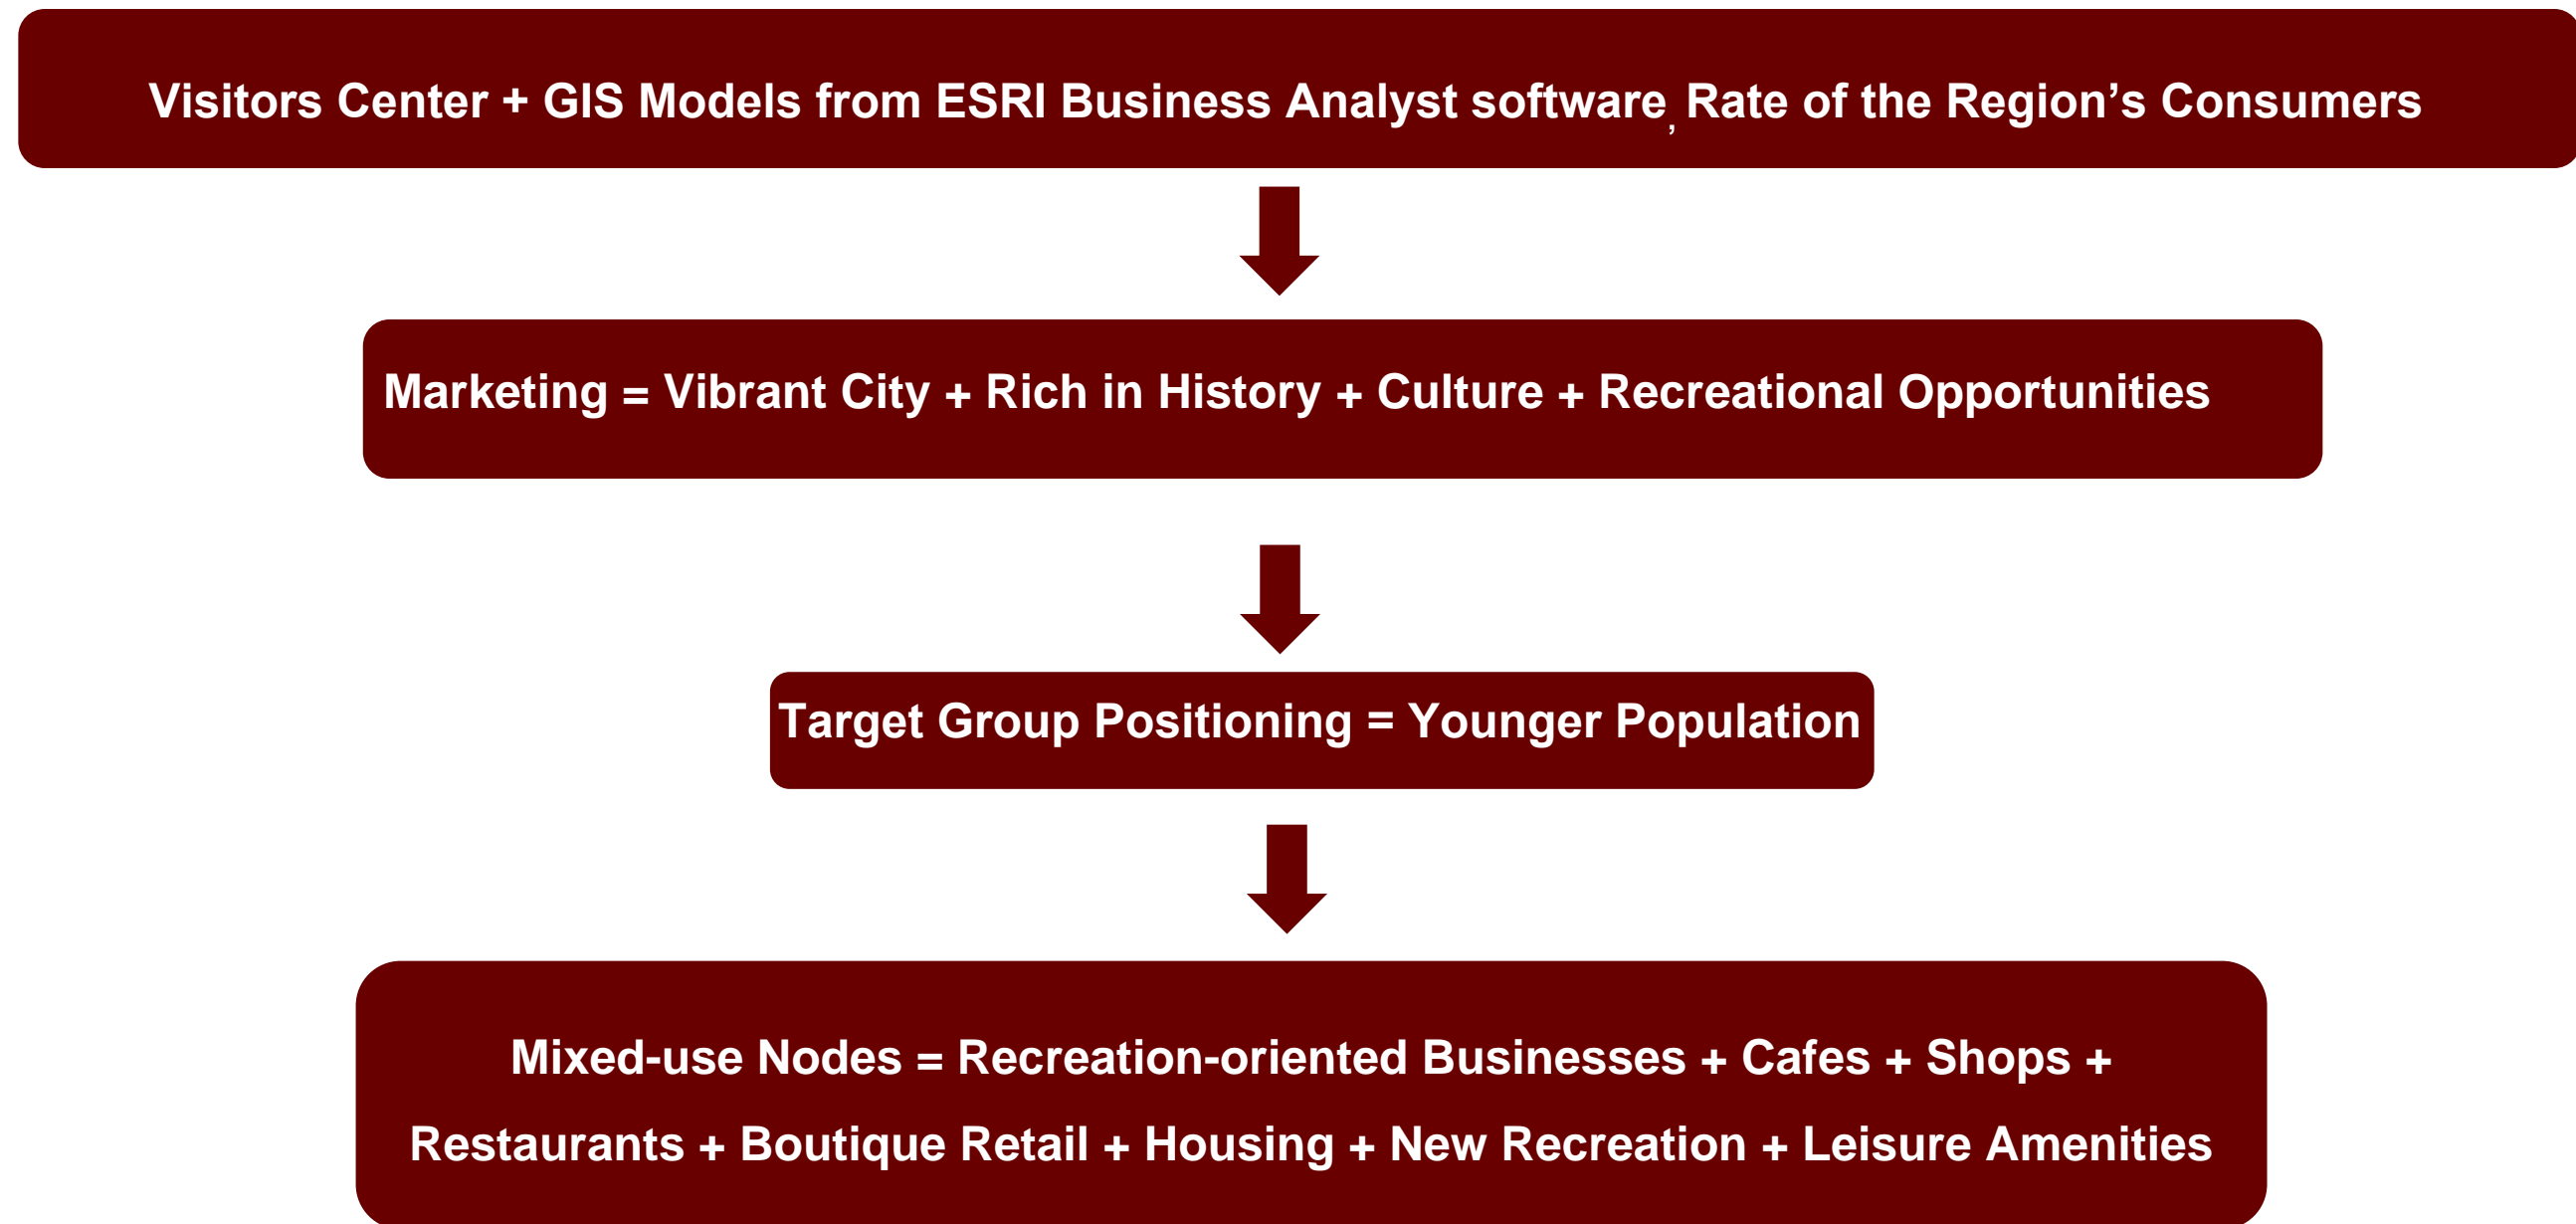 Visitors Center + GIS Models from ESRI Business Analyst software, Rate of the Region’s Consumers
Marketing = Vibrant City + Rich in History + Culture + Recreational Opportunities
Target Group Positioning = Younger Population
Mixed-use Nodes = Recreation-oriented Businesses + Cafes + Shops +
Restaurants + Boutique Retail + Housing + New Recreation + Leisure Amenities